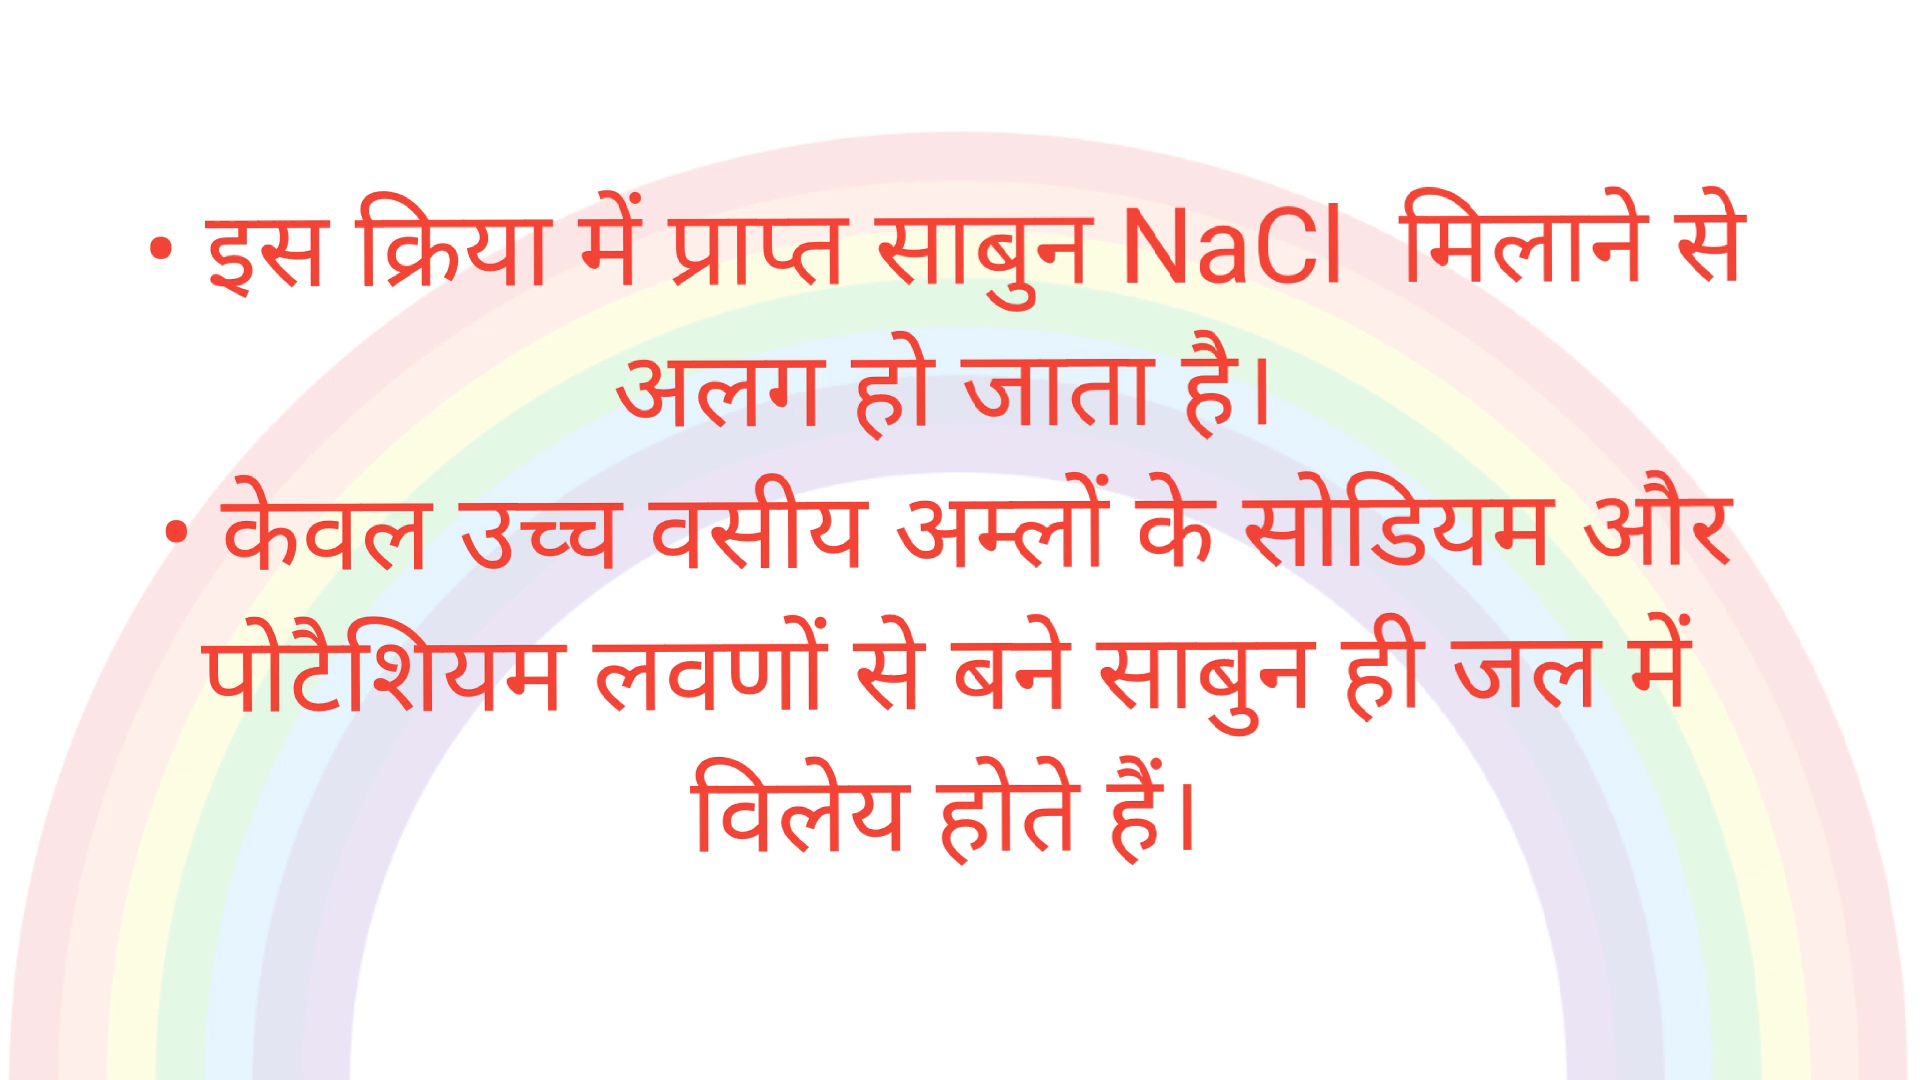 • इस क्रिया में प्राप्त साबुन NaCl मिलाने से
अलग हो जाता है।
• केवल उच्च वसीय अम्लों के सोडियम और
पोटैशियम लवणों से बने साबुन ही जल में
विलेय होते हैं।